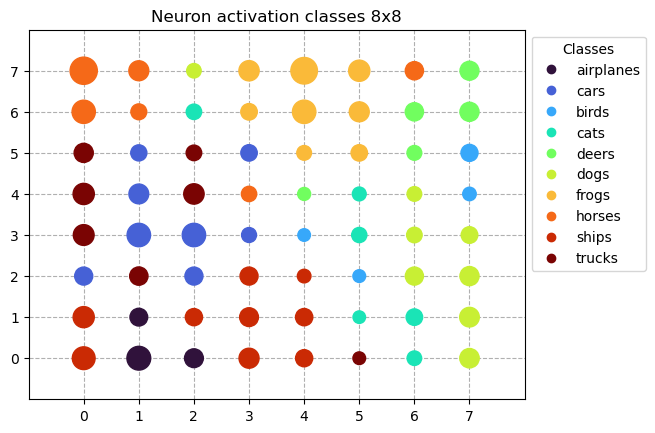 Neuron activation classes 8x8
7
6
5
4
3
2
1
0
0 1 2 3 4 5 6 7
Classes
airplanes
cars
birds
cats
deers
dogs
frogs
horses
ships
trucks